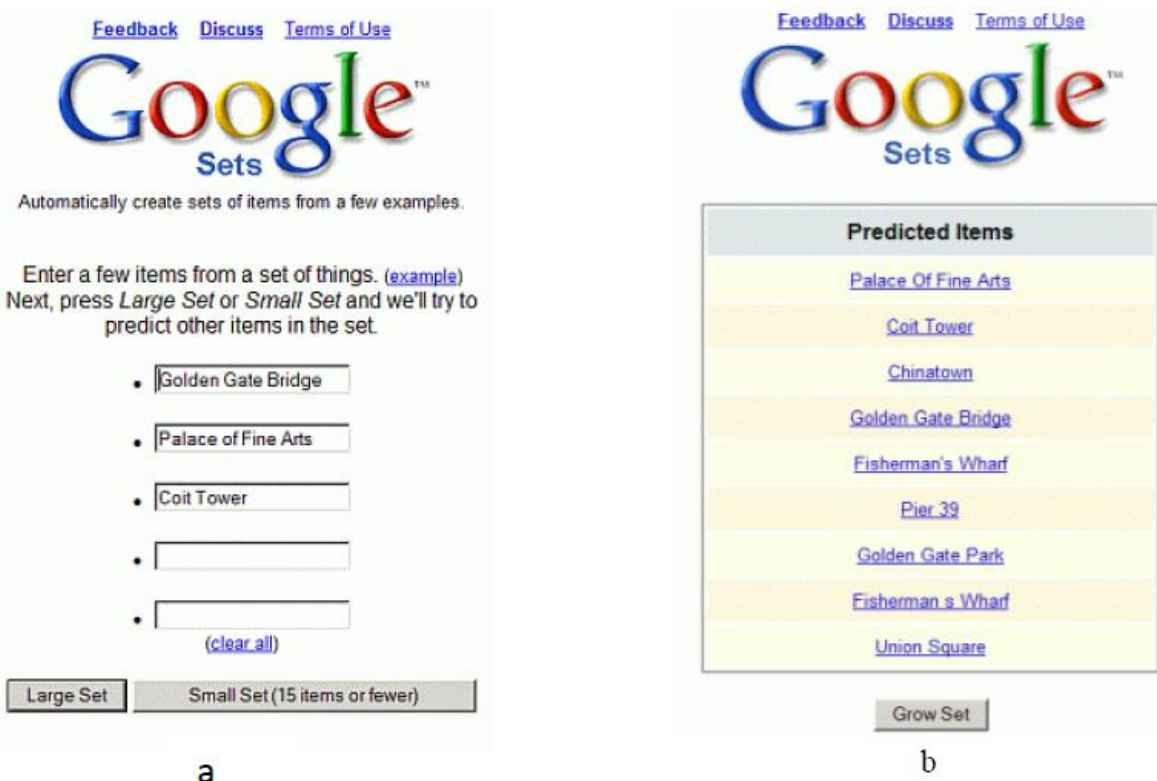 Feedback Discuss Terms of Use
Google™
Sets
Automatically create sets of items from a few examples.
Enter a few items from a set of things. (example)
Next, press Large Set or Small Set and we'll try to
predict other items in the set.
Golden Gate Bridge
Palace of Fine Arts
Coit Tower
(clear all)
Large Set Small Set (15 items or fewer)
a
Feedback Discuss Terms of Use
Google™
Sets
Predicted Items
Palace Of Fine Arts
Coit Tower
Chinatown
Golden Gate Bridge
Fisherman's Wharf
Pier 39
Golden Gate Park
Fisherman s Wharf
Union Square
Grow Set
b